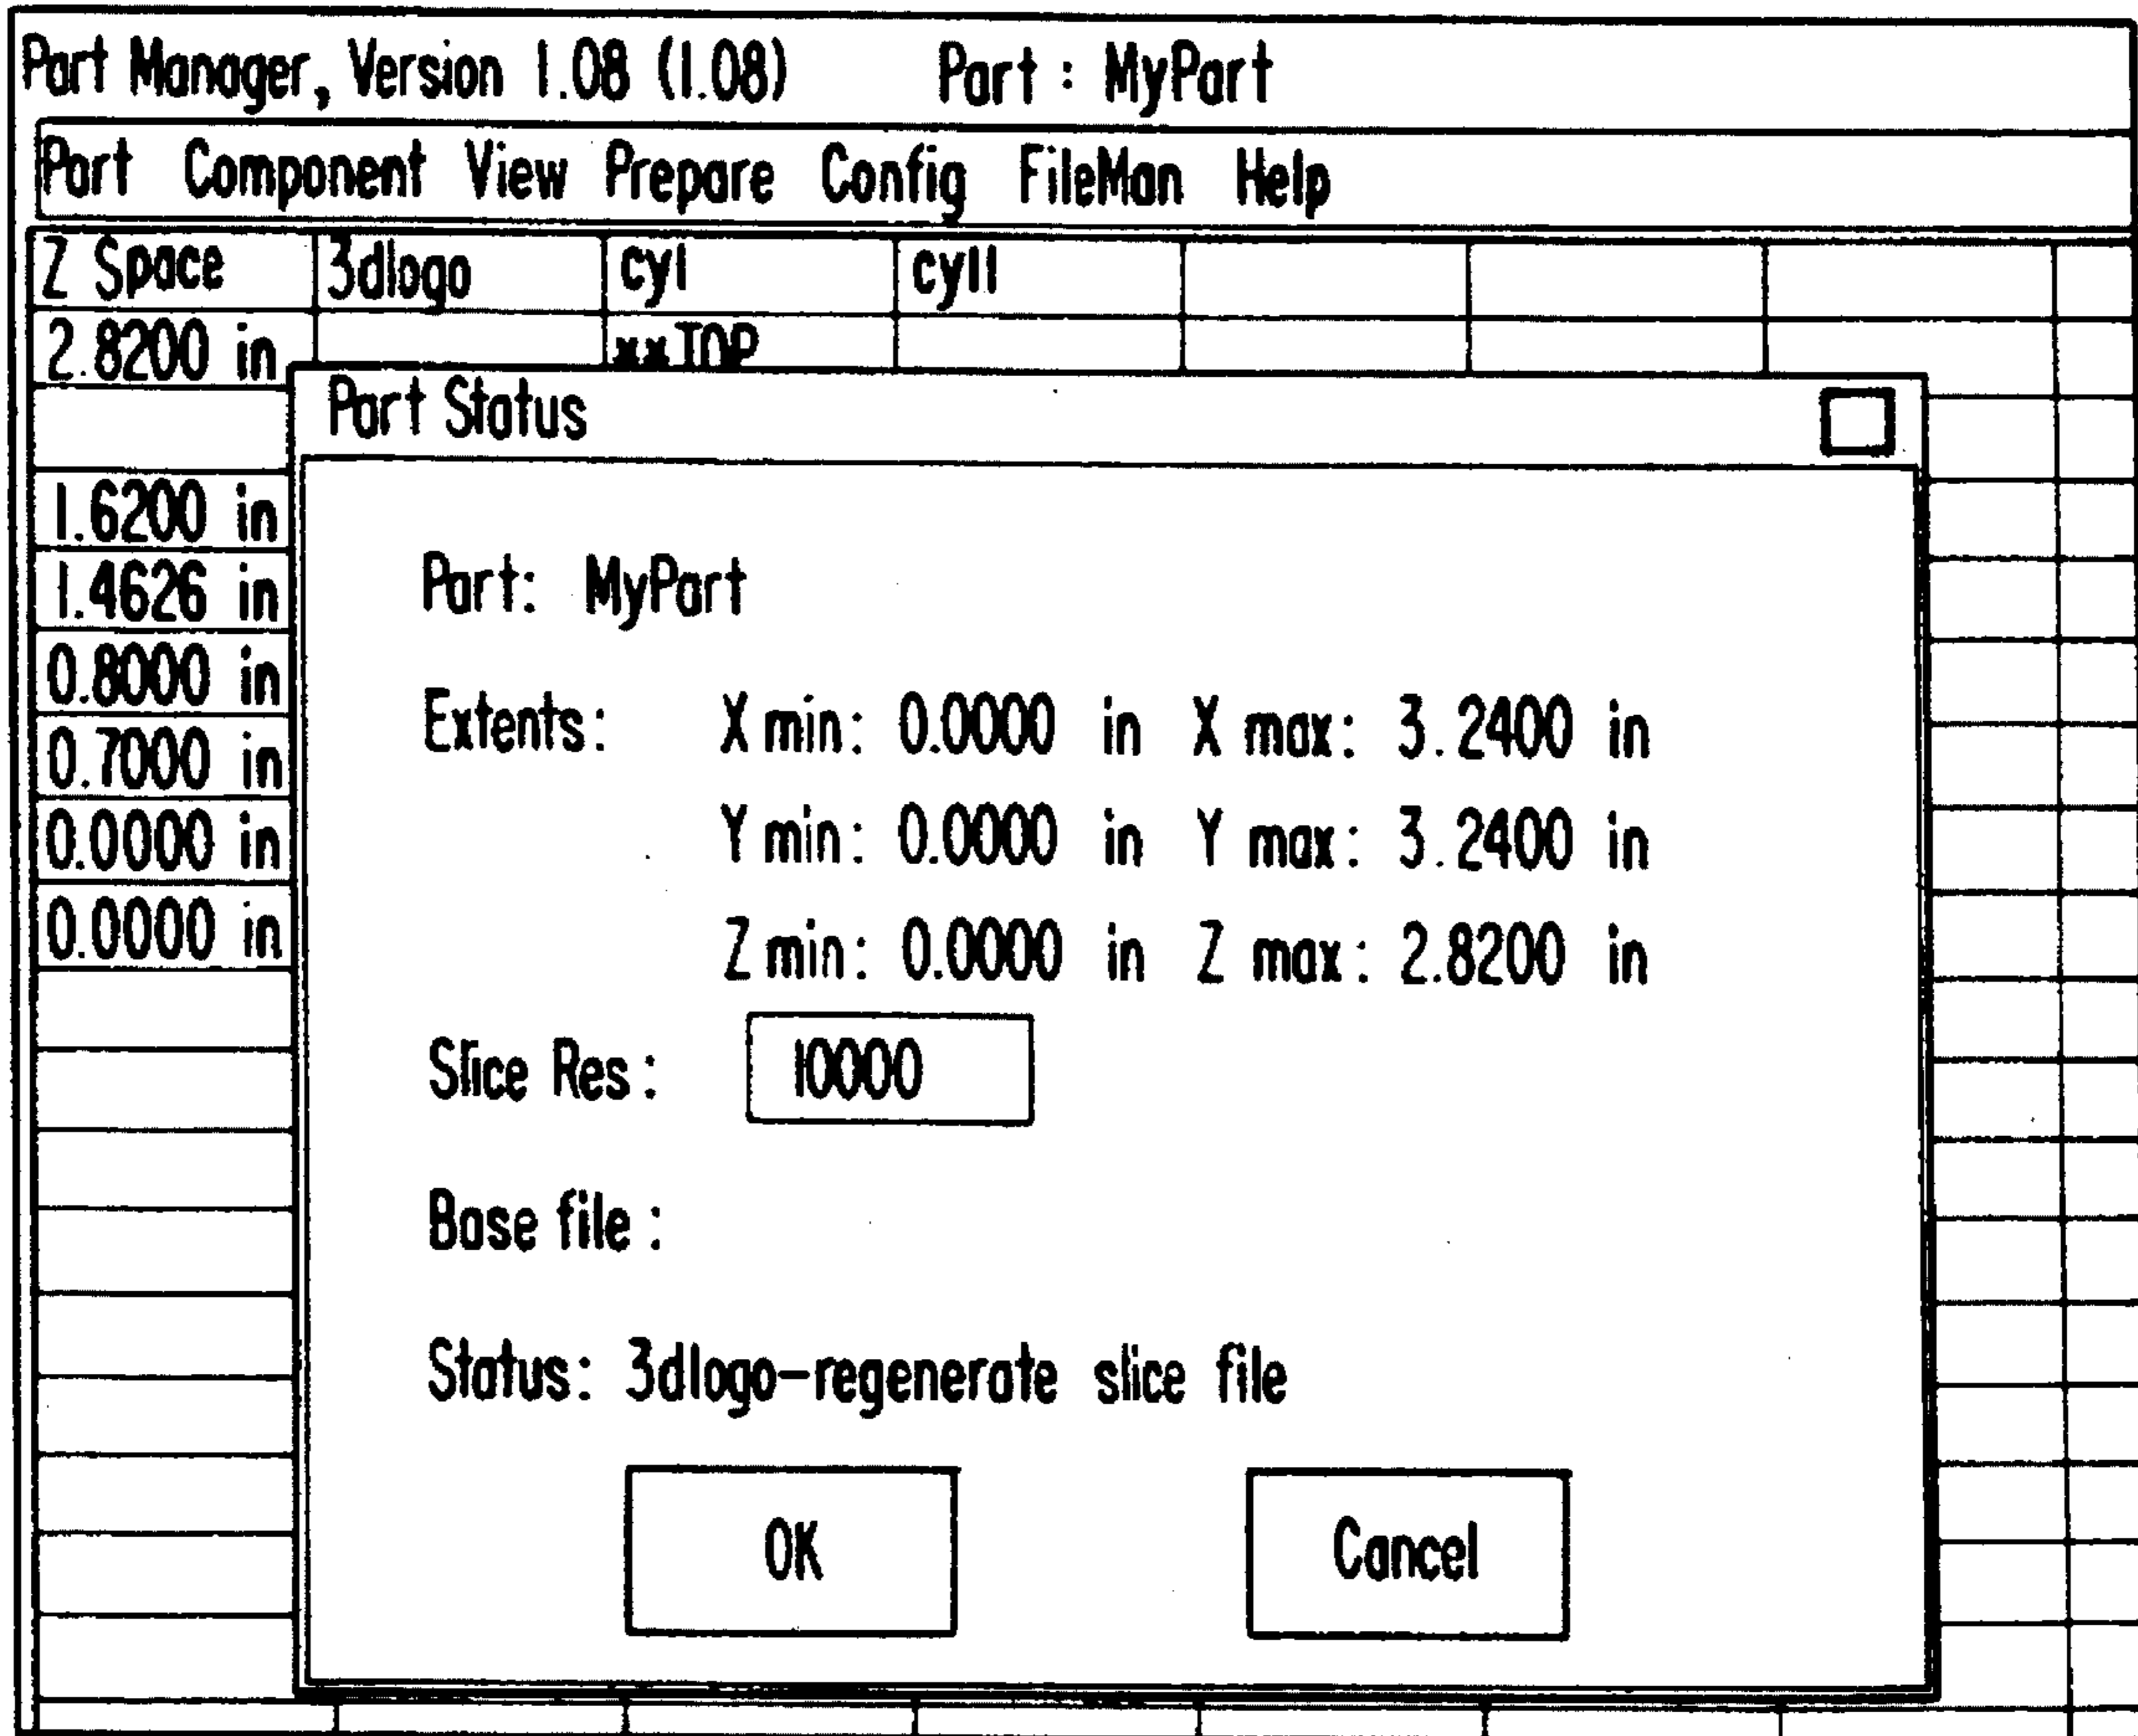 Part Manager, Version 1.08 (1.08) Part : MyPart
Part Component View Prepare Config FileMan Help
Z Space 3dlogo cyl cyll
2.8200 in **TOP
Part Status
1.6200 in
1.4626 in
0.8000 in
0.7000 in
0.0000 in
0.0000 in
Part: MyPart
Extents: X min: 0.0000 in X max: 3.2400 in
Y min: 0.0000 in Y max: 3.2400 in
Z min: 0.0000 in Z max: 2.8200 in
Slice Res: 10000
Base file :
Status: 3dlogo-regenerate slice file
OK Cancel